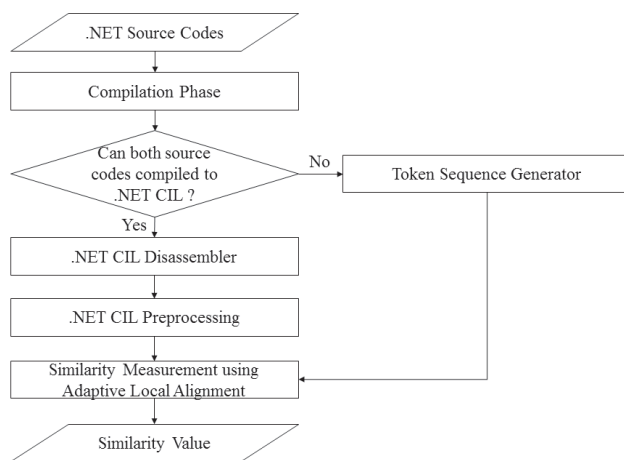 .NET Source Codes
Compilation Phase
Can both source
codes compiled to
.NET CIL ?
No
Token Sequence Generator
Yes
.NET CIL Disassembler
.NET CIL Preprocessing
Similarity Measurement using
Adaptive Local Alignment
Similarity Value